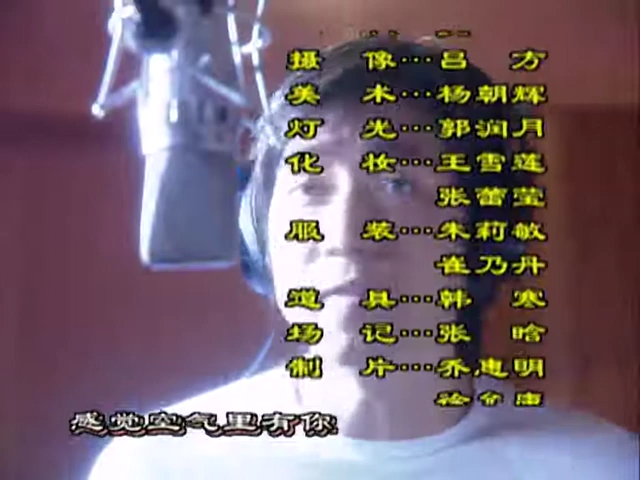 摄像…吕方
美术…杨朝辉
灯光…郭润月
化妆…王雪莲
张蕾莹
服装…朱莉敏
崔乃丹
道具…韩寒
场记…张晗
制片…乔惠明
感觉空气里有你